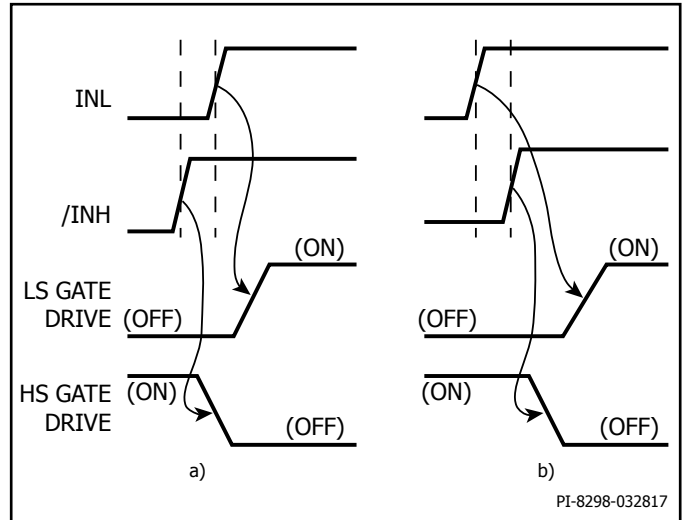 INL
/INH
(ON) (ON)
LS GATE
DRIVE (OFF) (OFF)
HS GATE (ON) (ON)
DRIVE (OFF) (OFF)
a) b)
PI-8298-032817